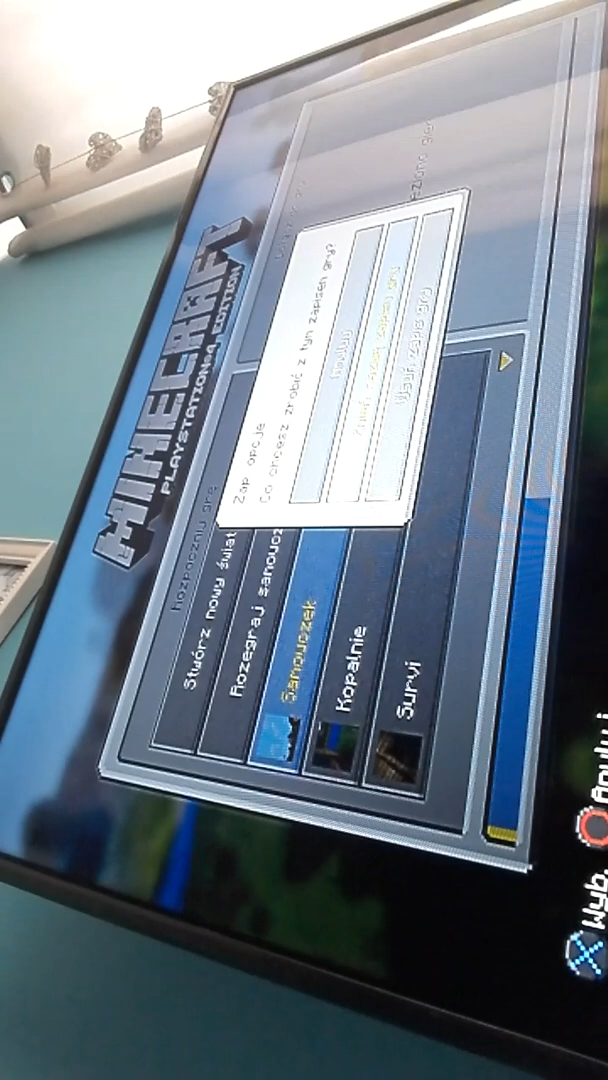 MINECRAFT
PLAYSTATION®4 EDITION
Rozpocznij grę
Stwórz nowy świat
Rozegraj samoucz
Samouczek
Kopalnie
Survi
Zap. opcje
Co chcesz zrobić z tym zapisem gry?
Anuluj
Zmień nazwę zapisu gry
Usuń zapis gry
Wyb.
Anuluj